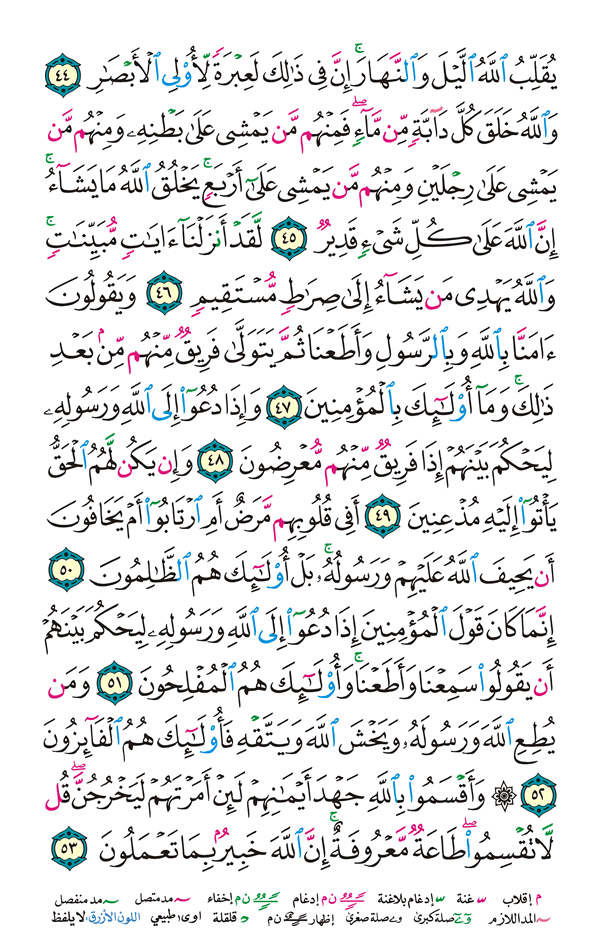 يُقَلِّبُ ٱللَّهُ ٱلَّيْلَ وَٱلنَّهَارَۚ إِنَّ فِى ذَٰلِكَ لَعِبْرَةً لِّأُو۟لِى ٱلْأَبْصَٰرِ ٤٤
وَٱللَّهُ خَلَقَ كُلَّ دَآبَّةٍ مِّن مَّآءٍۖ فَمِنْهُم مَّن يَمْشِى عَلَىٰ بَطْنِهِۦ وَمِنْهُم مَّن
يَمْشِى عَلَىٰ رِجْلَيْنِ وَمِنْهُم مَّن يَمْشِى عَلَىٰٓ أَرْبَعٍۚ يَخْلُقُ ٱللَّهُ مَا يَشَآءُۚ
إِنَّ ٱللَّهَ عَلَىٰ كُلِّ شَىْءٍ قَدِيرٌ ٤٥ لَّقَدْ أَنزَلْنَآ ءَايَٰتٍ مُّبَيِّنَٰتٍۚ
وَٱللَّهُ يَهْدِى مَن يَشَآءُ إِلَىٰ صِرَٰطٍ مُّسْتَقِيمٍ ٤٦ وَيَقُولُونَ
ءَامَنَّا بِٱللَّهِ وَبِٱلرَّسُولِ وَأَطَعْنَا ثُمَّ يَتَوَلَّىٰ فَرِيقٌ مِّنْهُم مِّنۢ بَعْدِ
ذَٰلِكَۚ وَمَآ أُو۟لَٰٓئِكَ بِٱلْمُؤْمِنِينَ ٤٧ وَإِذَا دُعُوٓا۟ إِلَى ٱللَّهِ وَرَسُولِهِۦ
لِيَحْكُمَ بَيْنَهُمْ إِذَا فَرِيقٌ مِّنْهُم مُّعْرِضُونَ ٤٨ وَإِن يَكُن لَّهُمُ ٱلْحَقُّ
يَأْتُوٓا۟ إِلَيْهِ مُذْعِنِينَ ٤٩ أَفِى قُلُوبِهِم مَّرَضٌ أَمِ ٱرْتَابُوٓا۟ أَمْ يَخَافُونَ
أَن يَحِيفَ ٱللَّهُ عَلَيْهِمْ وَرَسُولُهُۥۚ بَلْ أُو۟لَٰٓئِكَ هُمُ ٱلظَّٰلِمُونَ ٥٠
إِنَّمَا كَانَ قَوْلَ ٱلْمُؤْمِنِينَ إِذَا دُعُوٓا۟ إِلَى ٱللَّهِ وَرَسُولِهِۦ لِيَحْكُمَ بَيْنَهُمْ
أَن يَقُولُوا۟ سَمِعْنَا وَأَطَعْنَاۚ وَأُو۟لَٰٓئِكَ هُمُ ٱلْمُفْلِحُونَ ٥١ وَمَن
يُطِعِ ٱللَّهَ وَرَسُولَهُۥ وَيَخْشَ ٱللَّهَ وَيَتَّقْهِ فَأُو۟لَٰٓئِكَ هُمُ ٱلْفَآئِزُونَ
٥٢ ۞ وَأَقْسَمُوا۟ بِٱللَّهِ جَهْدَ أَيْمَٰنِهِمْ لَئِنْ أَمَرْتَهُمْ لَيَخْرُجُنَّۖ قُل
لَّا تُقْسِمُوا۟ۖ طَاعَةٌ مَّعْرُوفَةٌۚ إِنَّ ٱللَّهَ خَبِيرٌۢ بِمَا تَعْمَلُونَ ٥٣
م إقلاب غنة إدغام بلاغنة ن م إدغام ن م إخفاء مد متصل مد منفصل
المد اللازم صلة كبرى صلة صغرى إظهار ن م قلقلة اوى طبيعي اللون الأزرق: لا يلفظ